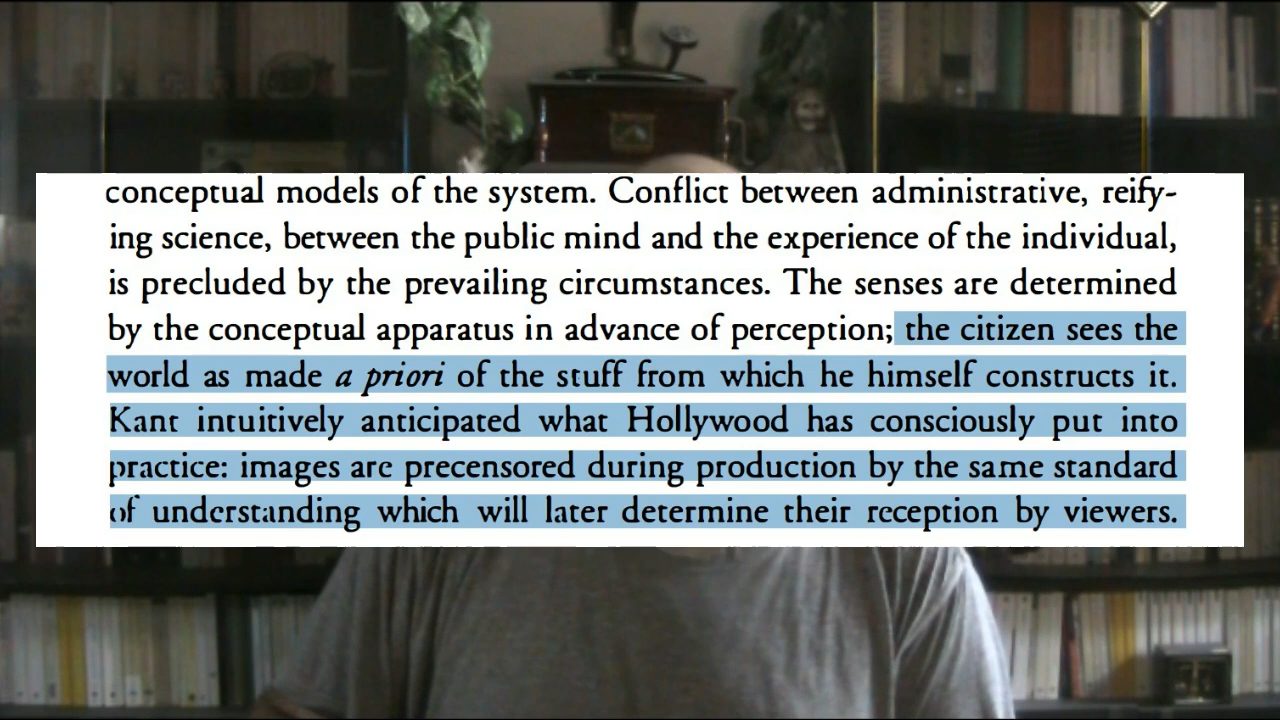 conceptual models of the system. Conflict between administrative, reify-
ing science, between the public mind and the experience of the individual,
is precluded by the prevailing circumstances. The senses are determined
by the conceptual apparatus in advance of perception; the citizen sees the
world as made a priori of the stuff from which he himself constructs it.
Kant intuitively anticipated what Hollywood has consciously put into
practice: images are precensored during production by the same standard
of understanding which will later determine their reception by viewers.